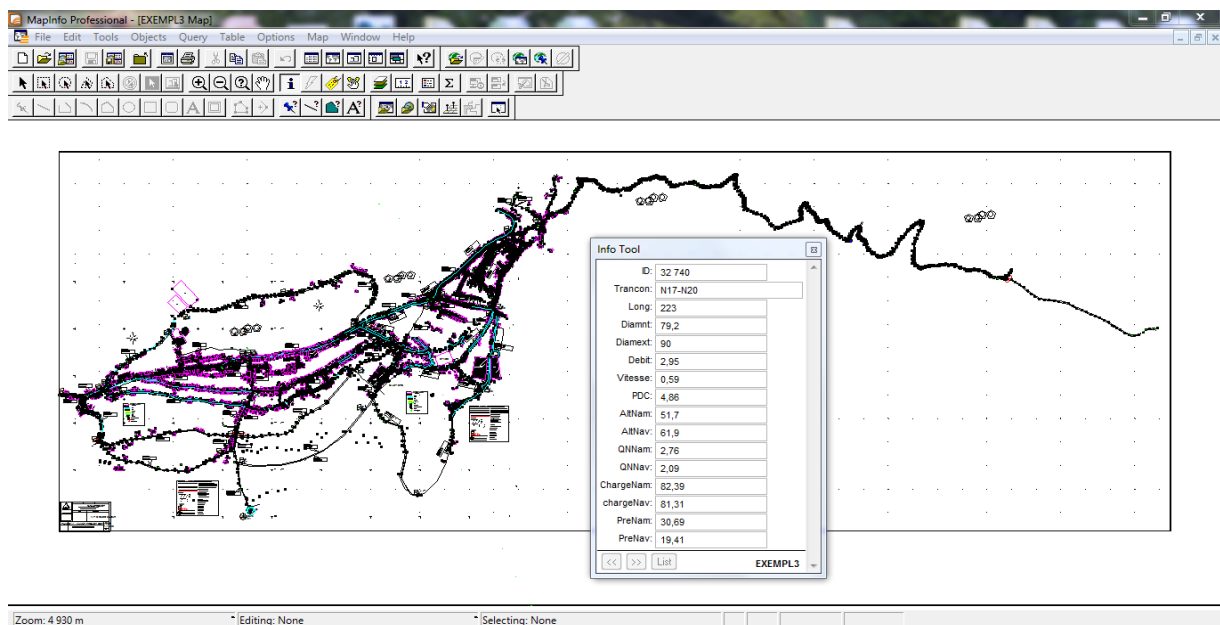 MapInfo Professional - [EXEMPL3 Map]
File Edit Tools Objects Query Table Options Map Window Help
Info Tool
ID: 32 740
Trancon: N17-N20
Long: 223
Diamnt: 79,2
Diamext: 90
Debit: 2,95
Vitesse: 0,59
PDC: 4,86
AltNam: 51,7
AltNav: 61,9
QNNam: 2,76
QNNav: 2,09
ChargeNam: 82,39
chargeNav: 81,31
PreNam: 30,69
PreNav: 19,41
<< >> List EXEMPL3
Zoom: 4 930 m Editing: None Selecting: None